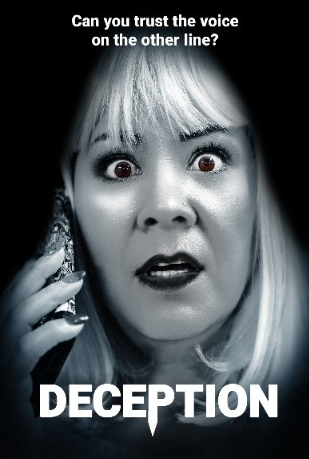 Can you trust the voice
on the other line?
DECEPTION